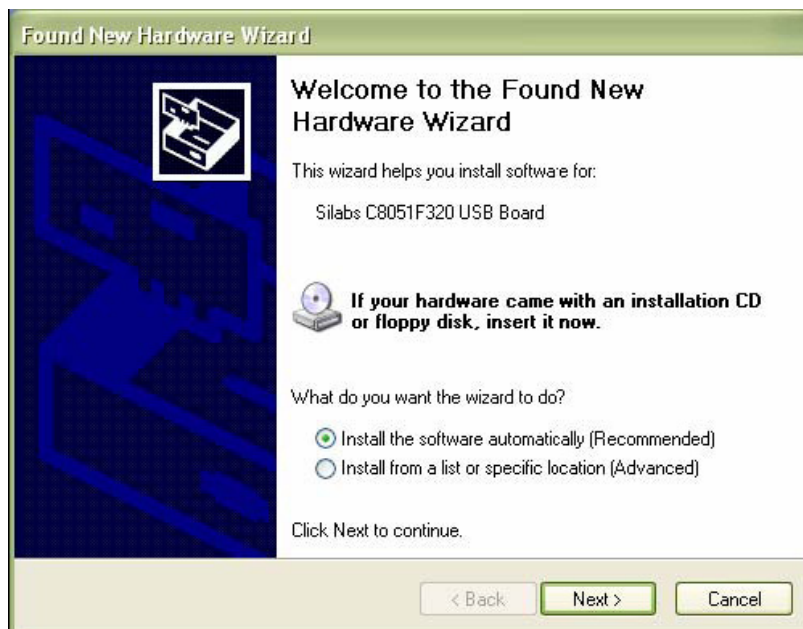 Found New Hardware Wizard
Welcome to the Found New
Hardware Wizard
This wizard helps you install software for:
Silabs C8051F320 USB Board
If your hardware came with an installation CD
or floppy disk, insert it now.
What do you want the wizard to do?
Install the software automatically (Recommended)
Install from a list or specific location (Advanced)
Click Next to continue.
< Back
Next >
Cancel